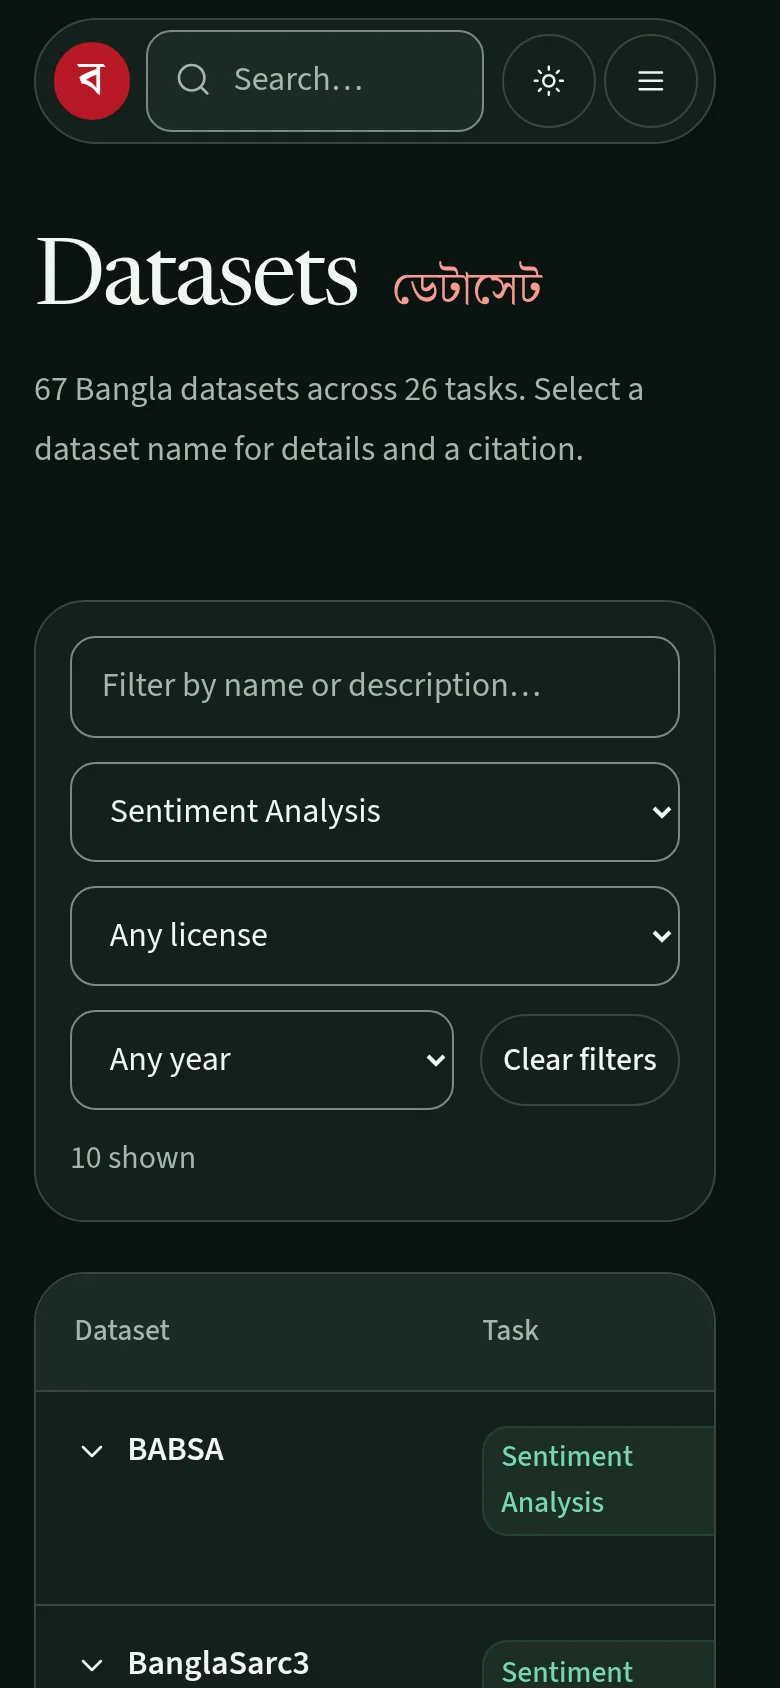 ব
Search...
Datasets ডেটাসেট
67 Bangla datasets across 26 tasks. Select a
dataset name for details and a citation.
Filter by name or description...
Sentiment Analysis
Any license
Any year
Clear filters
10 shown
Dataset Task
BABSA
Sentiment
Analysis
BanglaSarc3
Sentiment